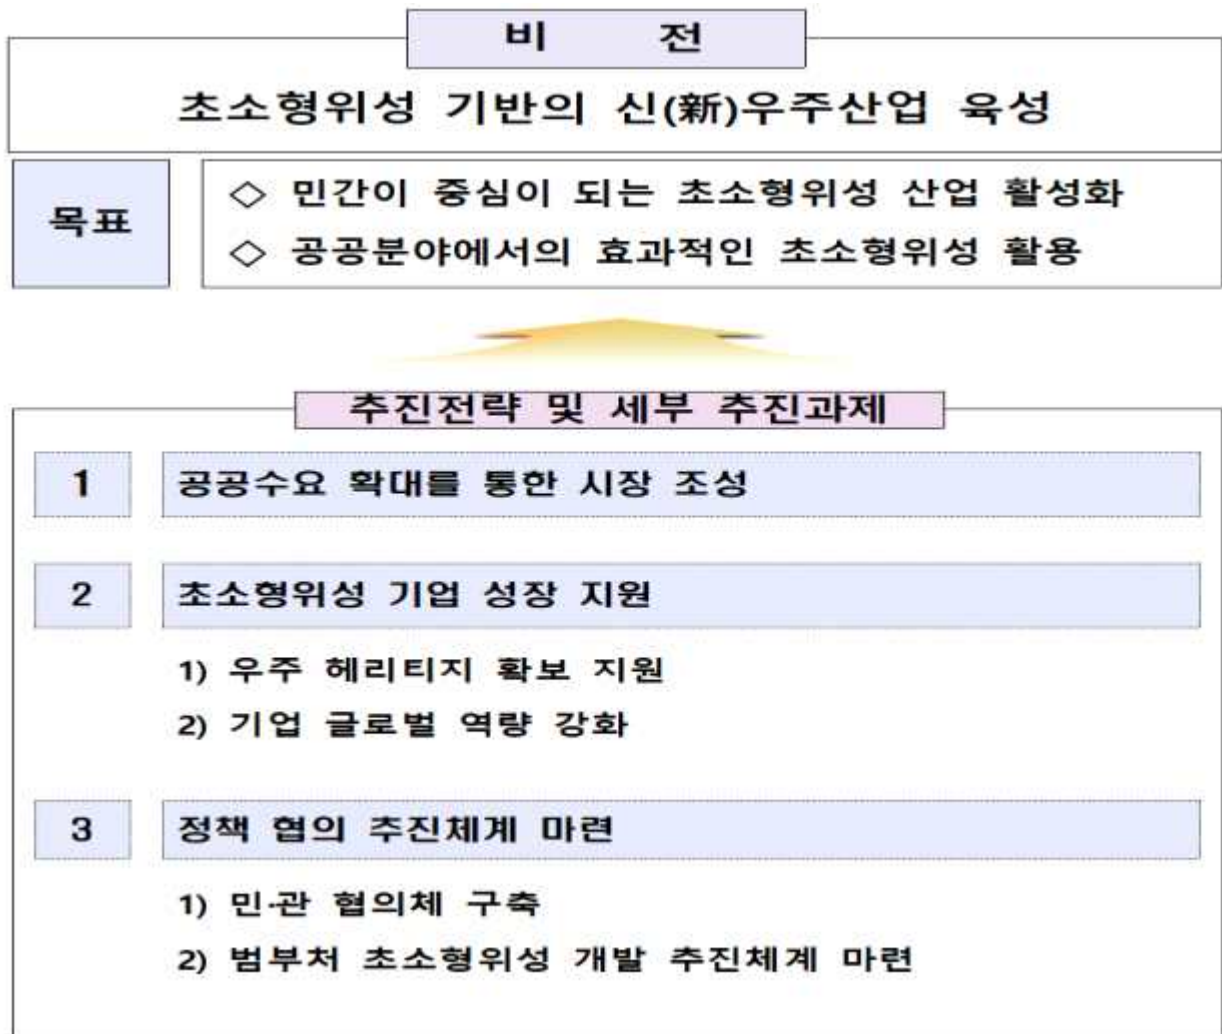 비 전
초소형위성 기반의 신(新)우주산업 육성
목표
◇ 민간이 중심이 되는 초소형위성 산업 활성화
◇ 공공분야에서의 효과적인 초소형위성 활용
추진전략 및 세부 추진과제
1 공공수요 확대를 통한 시장 조성
2 초소형위성 기업 성장 지원
1) 우주 헤리티지 확보 지원
2) 기업 글로벌 역량 강화
3 정책 협의 추진체계 마련
1) 민·관 협의체 구축
2) 범부처 초소형위성 개발 추진체계 마련